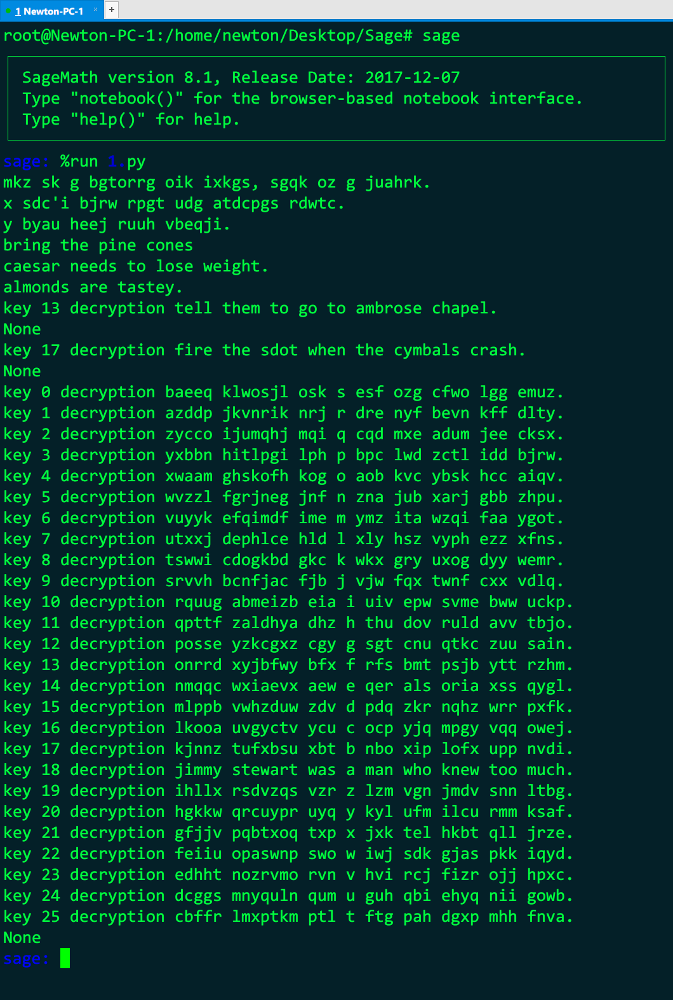 1 Newton-PC-1 × +
root@Newton-PC-1:/home/newton/Desktop/Sage# sage
SageMath version 8.1, Release Date: 2017-12-07
Type "notebook()" for the browser-based notebook interface.
Type "help()" for help.
sage: %run 1.py
mkz sk g bgtorrg oik ixkgs, sgqk oz g juahrk.
x sdc'i bjrw rpgt udg atdcpgs rdwtc.
y byau heej ruuh vbeqji.
bring the pine cones
caesar needs to lose weight.
almonds are tastey.
key 13 decryption tell them to go to ambrose chapel.
None
key 17 decryption fire the sdot when the cymbals crash.
None
key 0 decryption baeeq klwosjl osk s esf ozg cfwo lgg emuz.
key 1 decryption azddp jkvnrik nrj r dre nyf bevn kff dlty.
key 2 decryption zycco ijumqhj mqi q cqd mxe adum jee cksx.
key 3 decryption yxbbn hitlpgi lph p bpc lwd zctl idd bjrw.
key 4 decryption xwaam ghskofh kog o aob kvc ybsk hcc aiqv.
key 5 decryption wvzzl fgrjneg jnf n zna jub xarj gbb zhpu.
key 6 decryption vuyyk efqimdf ime m ymz ita wzqi faa ygot.
key 7 decryption utxxj dephlce hld l xly hsz vyph ezz xfns.
key 8 decryption tswwi cdogkbd gkc k wkx gry uxog dyy wemr.
key 9 decryption srvvh bcnfjac fjb j vjw fqx twnf cxx vdlq.
key 10 decryption rquug abmeizb eia i uiv epw svme bww uckp.
key 11 decryption qpttf zaldhya dhz h thu dov ruld avv tbjo.
key 12 decryption posse yzkcgxz cgy g sgt cnu qtkc zuu sain.
key 13 decryption onrrd xyjbfwy bfx f rfs bmt psjb ytt rzhm.
key 14 decryption nmqqc wxiaevx aew e qer als oria xss qygl.
key 15 decryption mlppb vwhzduw zdv d pdq zkr nqhz wrr pxfk.
key 16 decryption lkooa uvgyctv ycu c ocp yjq mpgy vqq owej.
key 17 decryption kjnnz tufxbsu xbt b nbo xip lofx upp nvdi.
key 18 decryption jimmy stewart was a man who knew too much.
key 19 decryption ihllx rsdvzqs vzr z lzm vgn jmdv snn ltbg.
key 20 decryption hgkkw qrcuypr uyq y kyl ufm ilcu rmm ksaf.
key 21 decryption gfjjv pqbtxoq txp x jxk tel hkbt qll jrze.
key 22 decryption feiiu opaswnp swo w iwj sdk gjas pkk iqyd.
key 23 decryption edhht nozrvmo rvn v hvi rcj fizr ojj hpxc.
key 24 decryption dcggs mnyquln qum u guh qbi ehyq nii gowb.
key 25 decryption cbffr lmxptkm ptl t ftg pah dgxp mhh fnva.
None
sage: